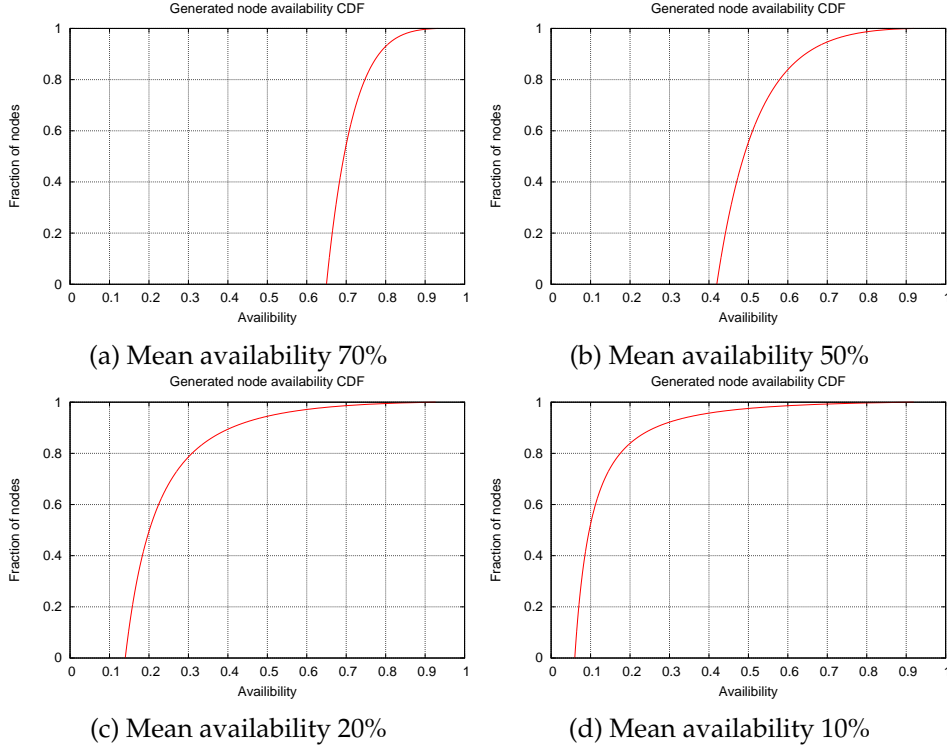 Generated node availability CDF
1
0.8
0.6
0.4
0.2
0
Fraction of nodes
0 0.1 0.2 0.3 0.4 0.5 0.6 0.7 0.8 0.9 1
Availibility
(a) Mean availability 70%
Generated node availability CDF
1
0.8
0.6
0.4
0.2
0
Fraction of nodes
0 0.1 0.2 0.3 0.4 0.5 0.6 0.7 0.8 0.9 1
Availibility
(b) Mean availability 50%
Generated node availability CDF
1
0.8
0.6
0.4
0.2
0
Fraction of nodes
0 0.1 0.2 0.3 0.4 0.5 0.6 0.7 0.8 0.9 1
Availibility
(c) Mean availability 20%
Generated node availability CDF
1
0.8
0.6
0.4
0.2
0
Fraction of nodes
0 0.1 0.2 0.3 0.4 0.5 0.6 0.7 0.8 0.9 1
Availibility
(d) Mean availability 10%